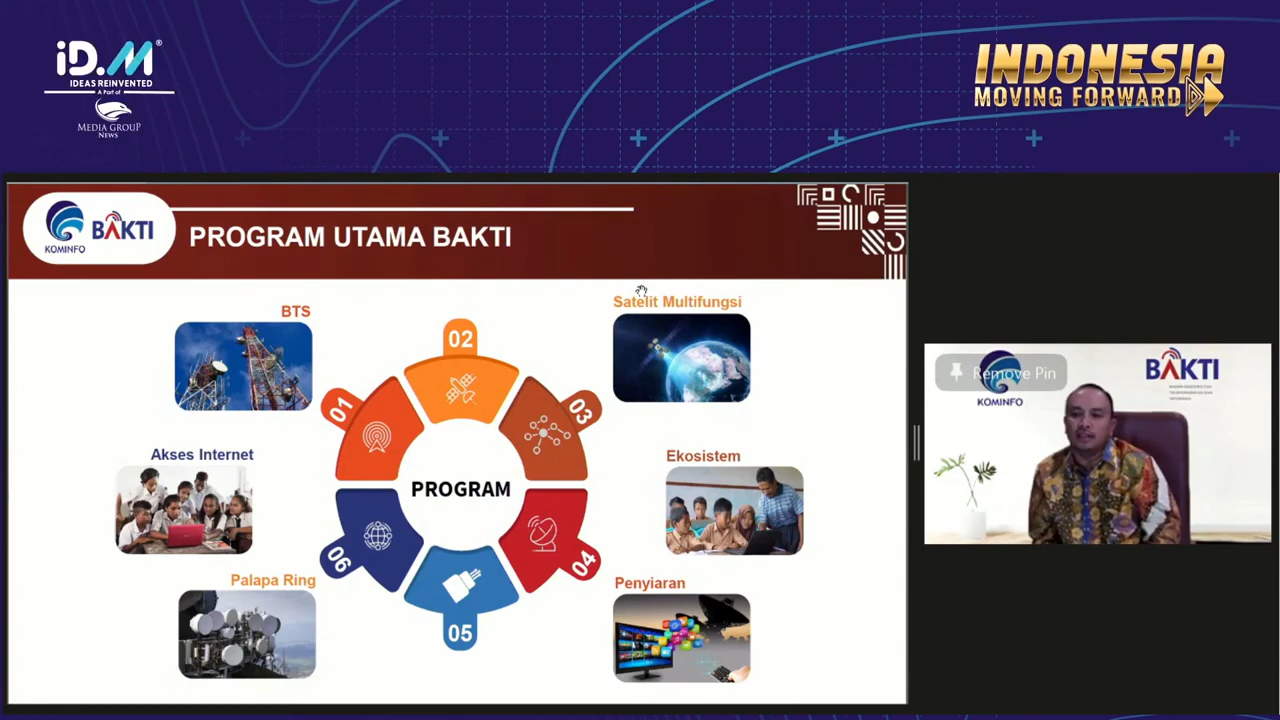 iD.M®
IDEAS REINVENTED
A Part of
MEDIA GROUP
NEWS
INDONESIA
MOVING FORWARD
KOMINFO
BAKTI
PROGRAM UTAMA BAKTI
BTS
Satelit Multifungsi
Akses Internet
Ekosistem
Palapa Ring
Penyiaran
01
02
03
04
05
06
PROGRAM
Remove Pin
KOMINFO
BAKTI